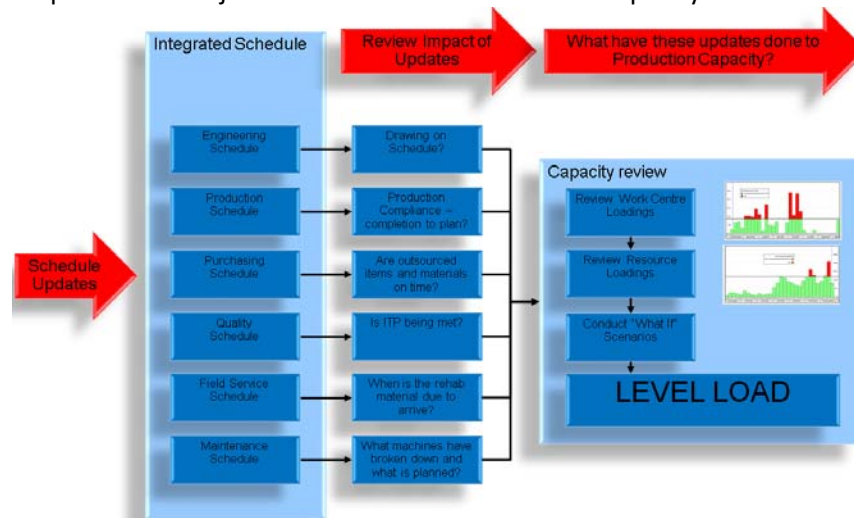 Integrated Schedule
Review Impact of
Updates
What have these updates done to
Production Capacity?
Schedule
Updates
Engineering
Schedule
Drawing on
Schedule?
Production
Schedule
Production
Compliance –
completion to plan?
Purchasing
Schedule
Are outsourced
items and materials
on time?
Quality
Schedule
Is ITP being met?
Field Service
Schedule
When is the rehab
material due to
arrive?
Maintenance
Schedule
What machines have
broken down and
what is planned?
Capacity review
Review Work Centre
Loadings
Review Resource
Loadings
Conduct "What If"
Scenarios
LEVEL LOAD